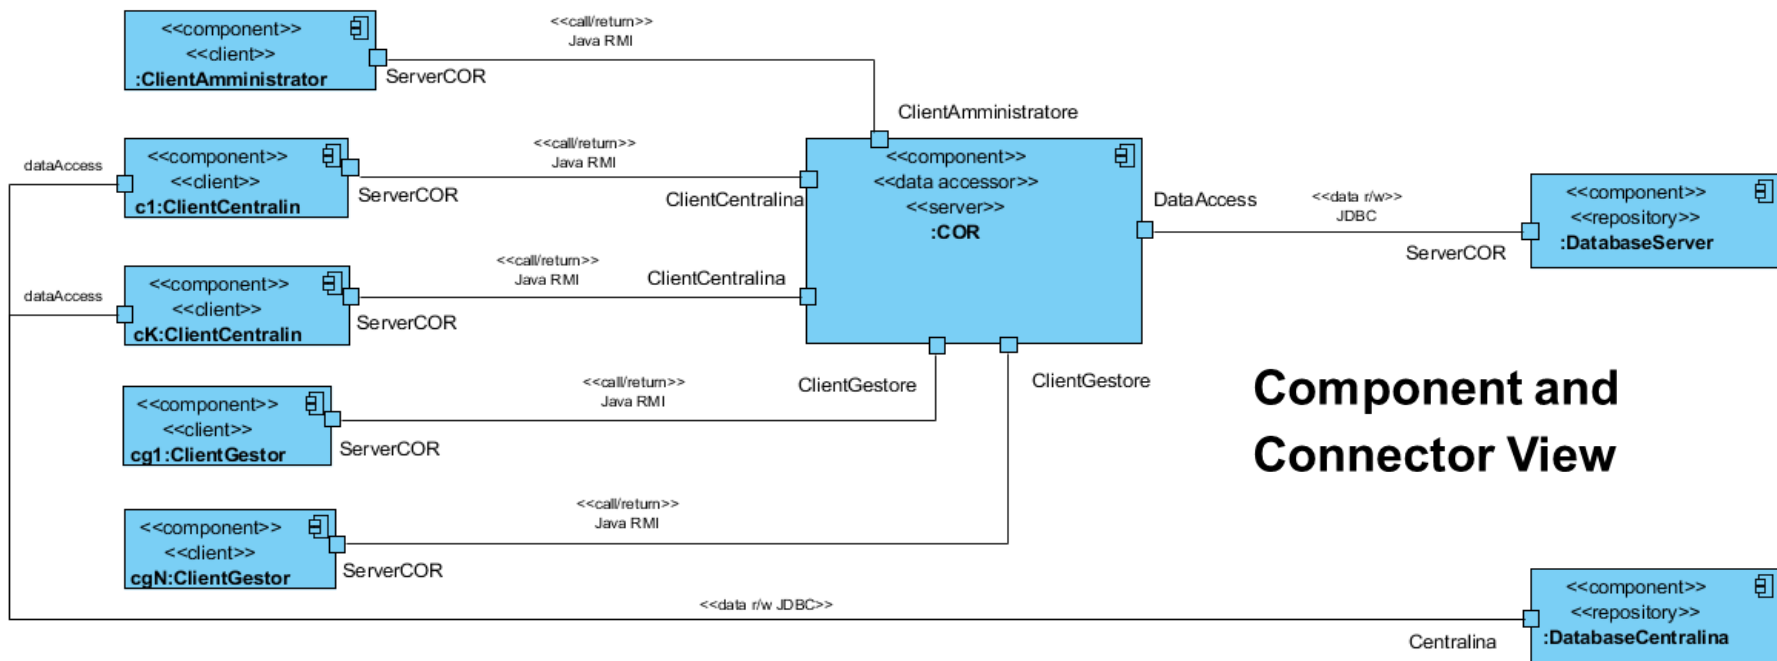 <<component>>
<<client>>
:ClientAmministrator
ServerCOR
<<call/return>>
Java RMI
ClientAmministratore
dataAccess
<<component>>
<<client>>
c1:ClientCentralin
ServerCOR
<<call/return>>
Java RMI
ClientCentralina
<<component>>
<<data accessor>>
<<server>>
:COR
DataAccess
<<data r/w>>
JDBC
ServerCOR
<<component>>
<<repository>>
:DatabaseServer
dataAccess
<<component>>
<<client>>
cK:ClientCentralin
ServerCOR
<<call/return>>
Java RMI
ClientCentralina
<<component>>
<<client>>
cg1:ClientGestor
ServerCOR
<<call/return>>
Java RMI
ClientGestore
ClientGestore
Component and
Connector View
<<component>>
<<client>>
cgN:ClientGestor
ServerCOR
<<call/return>>
Java RMI
<<data r/w JDBC>>
Centralina
<<component>>
<<repository>>
:DatabaseCentralina